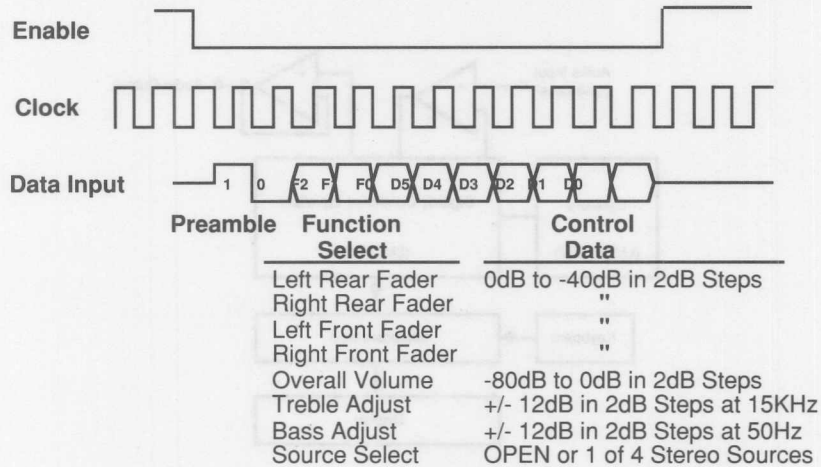 Enable
Clock
Data Input
1 0 F2 F1 F0 D5 D4 D3 D2 D1 D0
Preamble Function Select Control Data
Left Rear Fader 0dB to -40dB in 2dB Steps
Right Rear Fader "
Left Front Fader "
Right Front Fader "
Overall Volume -80dB to 0dB in 2dB Steps
Treble Adjust +/- 12dB in 2dB Steps at 15KHz
Bass Adjust +/- 12dB in 2dB Steps at 50Hz
Source Select OPEN or 1 of 4 Stereo Sources